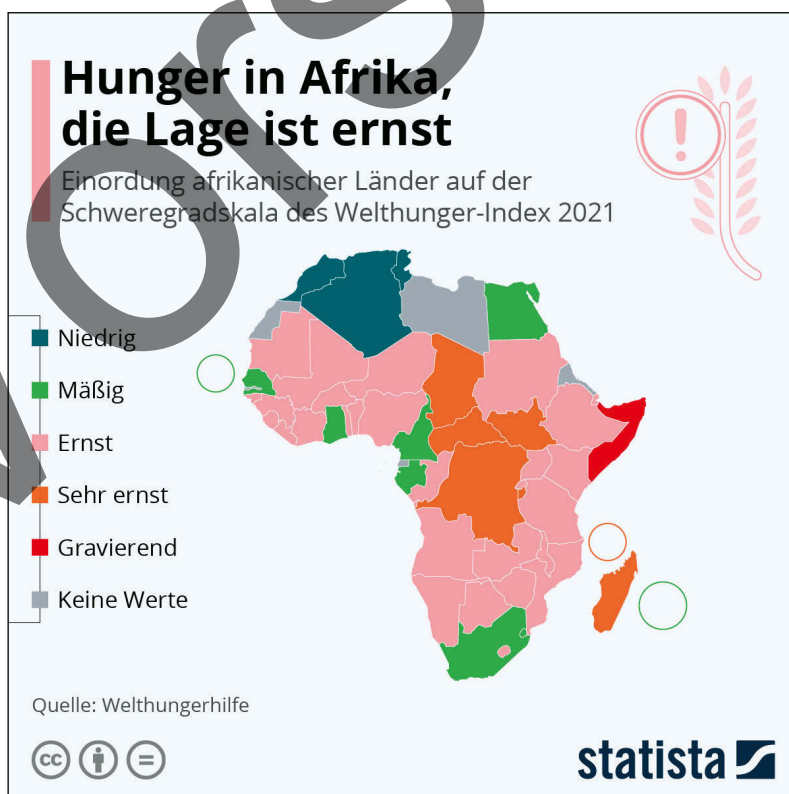 Hunger in Afrika,
die Lage ist ernst
Einordung afrikanischer Länder auf der
Schweregradskala des Welthunger-Index 2021
Niedrig
Mäßig
Ernst
Sehr ernst
Gravierend
Keine Werte
Quelle: Welthungerhilfe
cc
statista